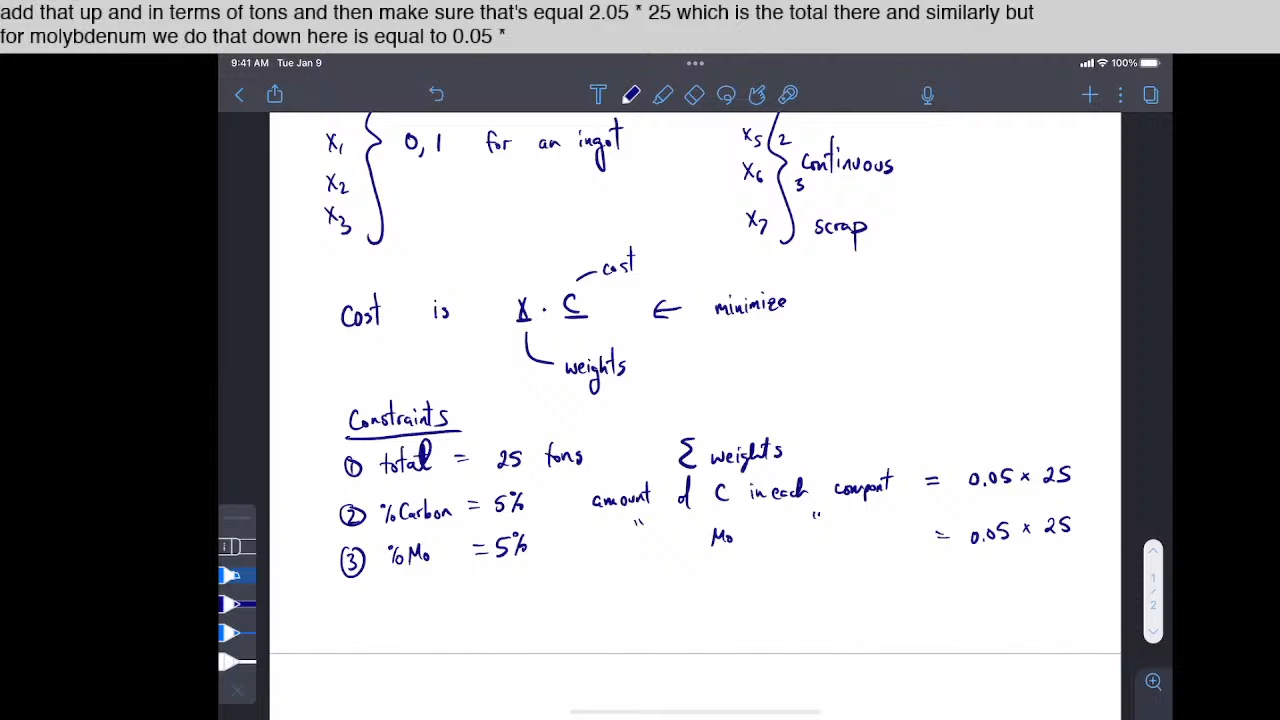 add that up and in terms of tons and then make sure that's equal 2.05 * 25 which is the total there and similarly but
for molybdenum we do that down here is equal to 0.05 *
9:41 AM Tue Jan 9
100%
x1 0, 1 for an ingot
x2
x3
x5 2
x6 3 continuous
x7 scrap
cost
Cost is x · c ← minimize
weights
Constraints
① total = 25 tons Σ weights
② % Carbon = 5% amount of C in each compont = 0.05 × 25
③ % Mo = 5% " Mo " = 0.05 × 25
1
/
2